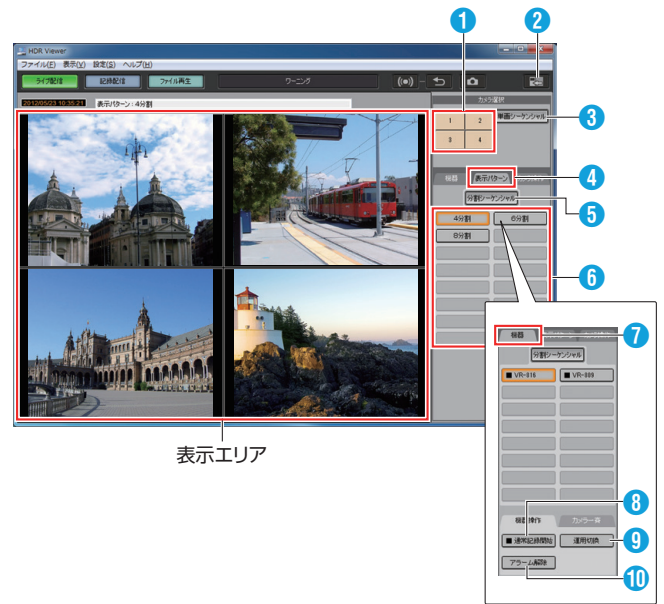 1
2
HDR Viewer
ファイル(F) 表示(V) 設定(S) ヘルプ(H)
ライブ配信 記録配信 ファイル再生 ワーニング
2012/05/23 10:35:21 表示パターン:4分割
カメラ選択
1 2
3 4
単画シーケンシャル
3
機器 表示パターン
4
分割シーケンシャル
5
4分割 6分割
9分割
6
表示エリア
機器
7
分割シーケンシャル
■ VR-816 ■ VR-809
機器操作 カメラ一斉
8
■ 通常記録開始 運用切換
9
アラーム解除
10